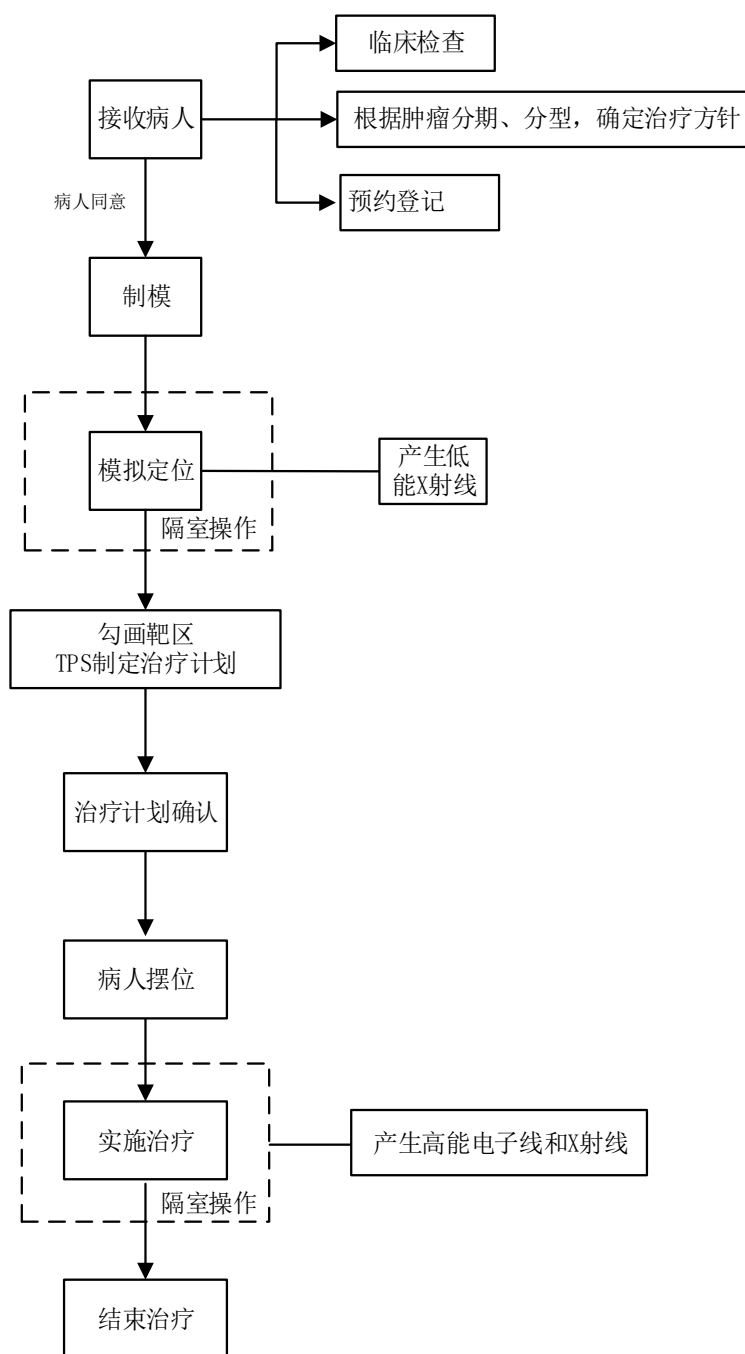 临床检查
接收病人
根据肿瘤分期、分型，确定治疗方针
病人同意
预约登记
制模
模拟定位
产生低
能X射线
隔室操作
勾画靶区
TPS制定治疗计划
治疗计划确认
病人摆位
实施治疗
产生高能电子线和X射线
隔室操作
结束治疗